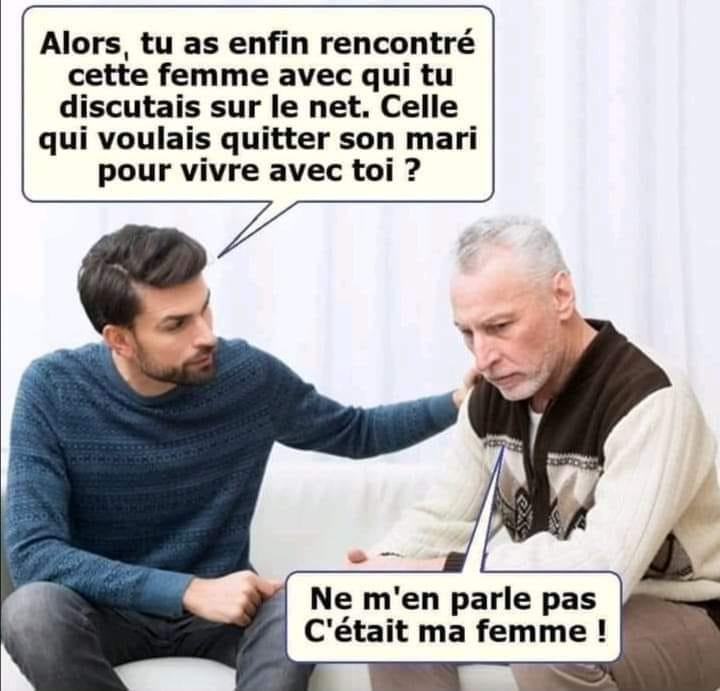 Alors, tu as enfin rencontré
cette femme avec qui tu
discutais sur le net. Celle
qui voulais quitter son mari
pour vivre avec toi ?
Ne m'en parle pas
C'était ma femme !